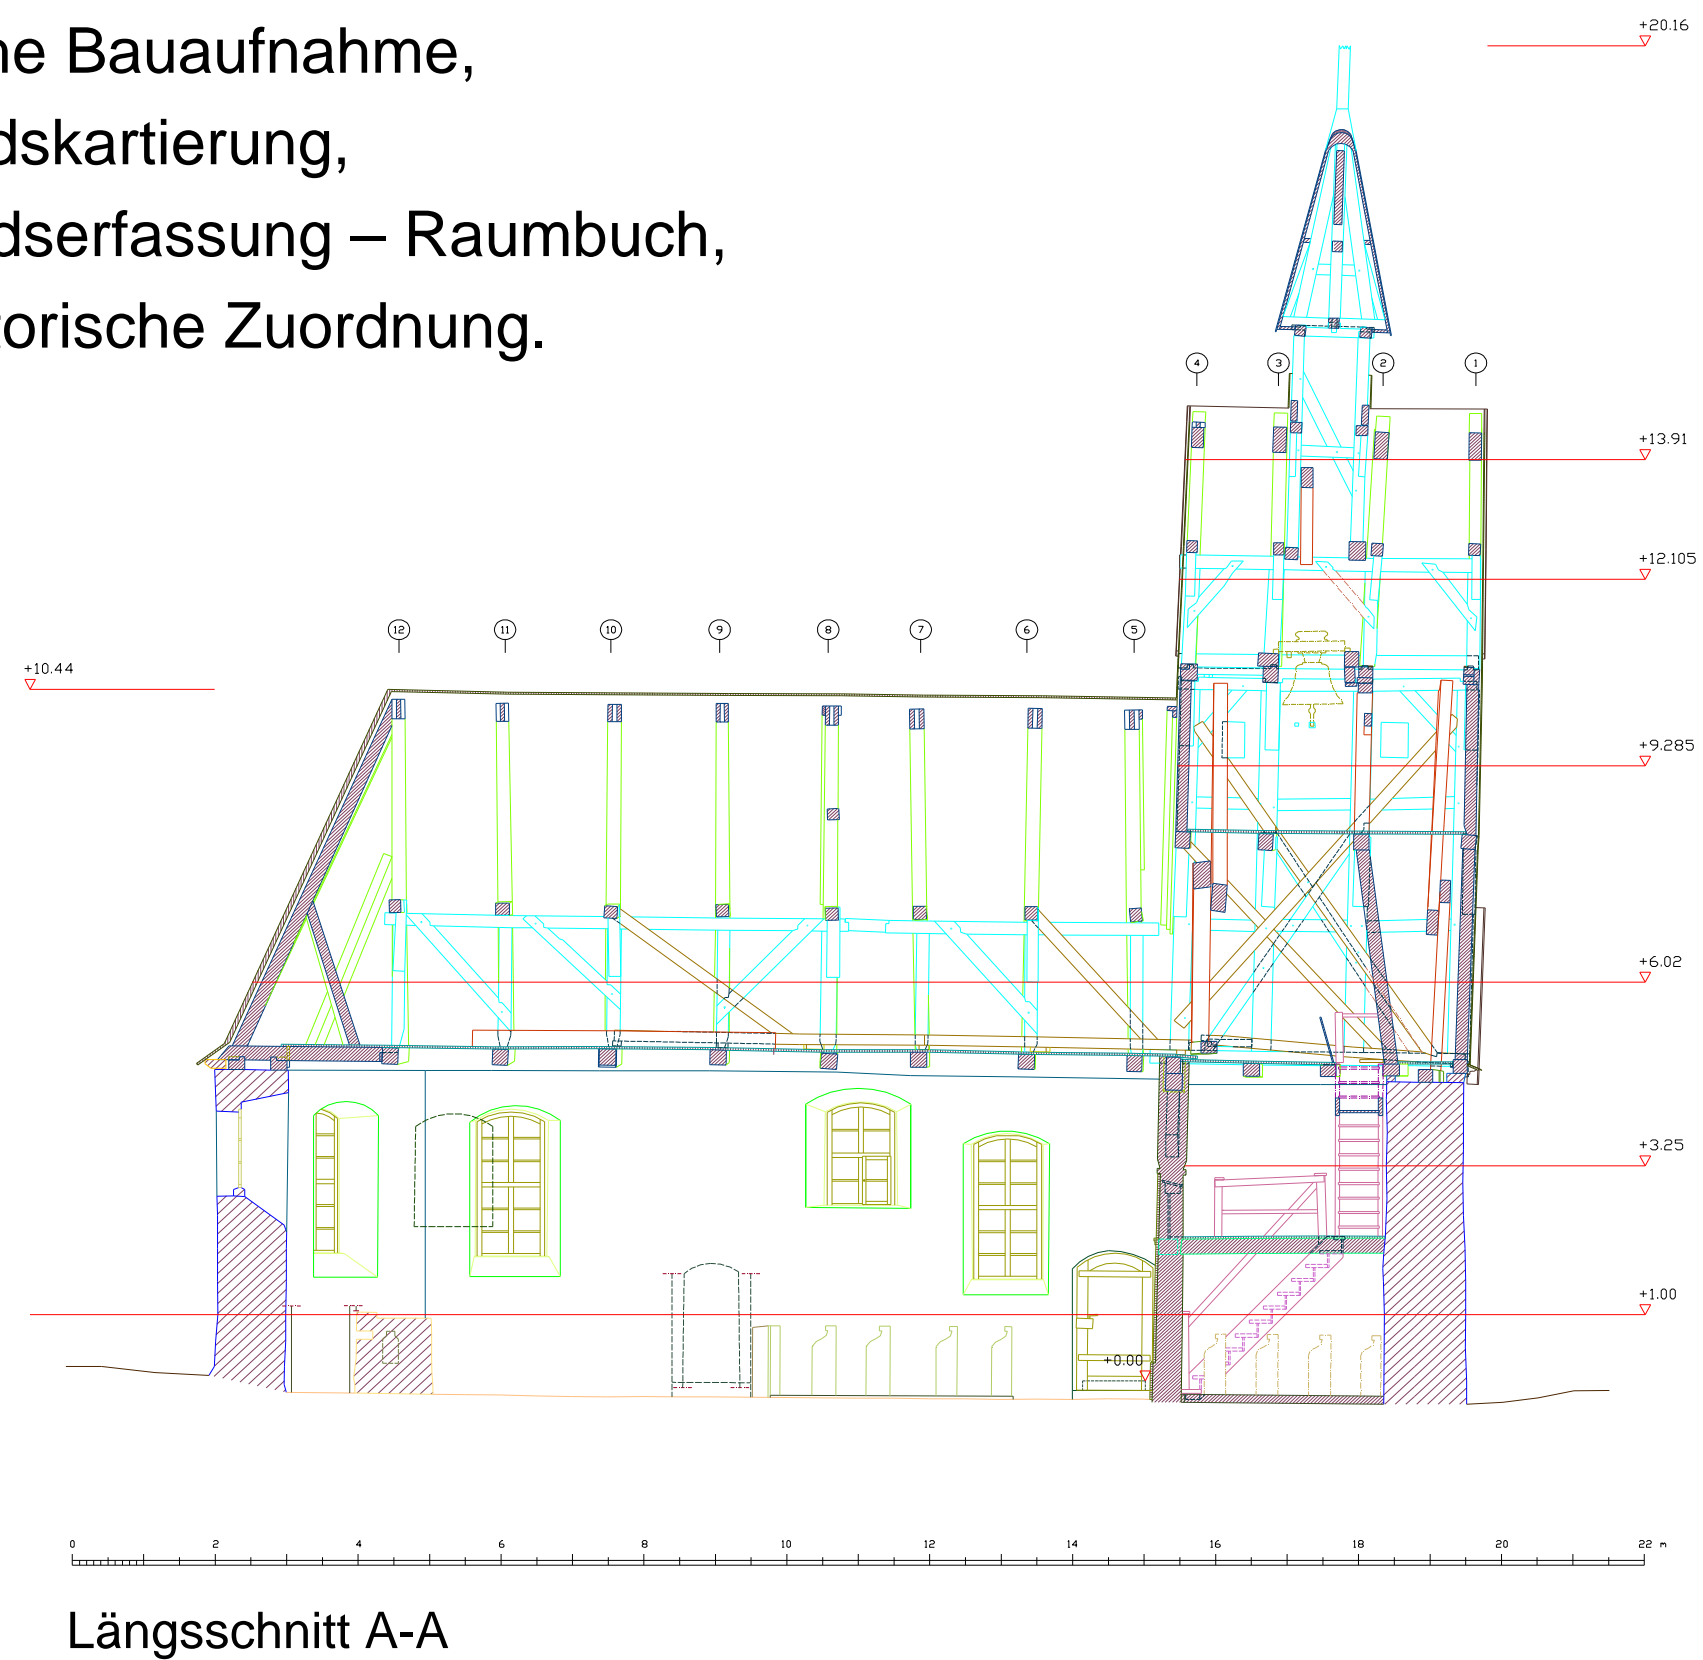 ne Bauaufnahme,
dskartierung,
dserfassung – Raumbuch,
torische Zuordnung.
+20.16
4 3 2 1
+13.91
+12.105
12 11 10 9 8 7 6 5
+10.44
+9.285
+6.02
+3.25
+1.00
+0.00
0 2 4 6 8 10 12 14 16 18 20 22 m
Längsschnitt A-A